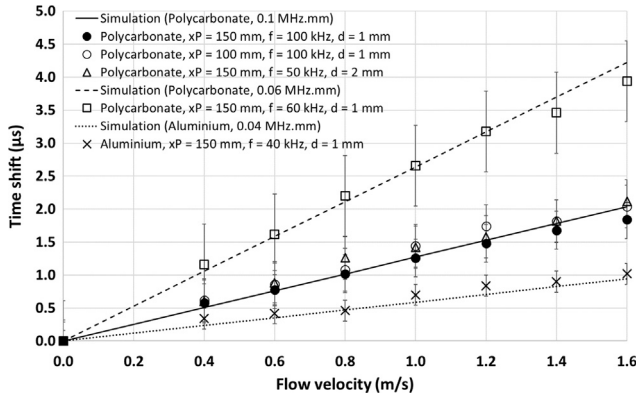 5.0
4.5
4.0
3.5
3.0
2.5
2.0
1.5
1.0
0.5
0.0
Time shift (µs)
Simulation (Polycarbonate, 0.1 MHz.mm)
Polycarbonate, xP = 150 mm, f = 100 kHz, d = 1 mm
Polycarbonate, xP = 100 mm, f = 100 kHz, d = 1 mm
Polycarbonate, xP = 150 mm, f = 50 kHz, d = 2 mm
Simulation (Polycarbonate, 0.06 MHz.mm)
Polycarbonate, xP = 150 mm, f = 60 kHz, d = 1 mm
Simulation (Aluminium, 0.04 MHz.mm)
Aluminium, xP = 150 mm, f = 40 kHz, d = 1 mm
0.0 0.2 0.4 0.6 0.8 1.0 1.2 1.4 1.6
Flow velocity (m/s)